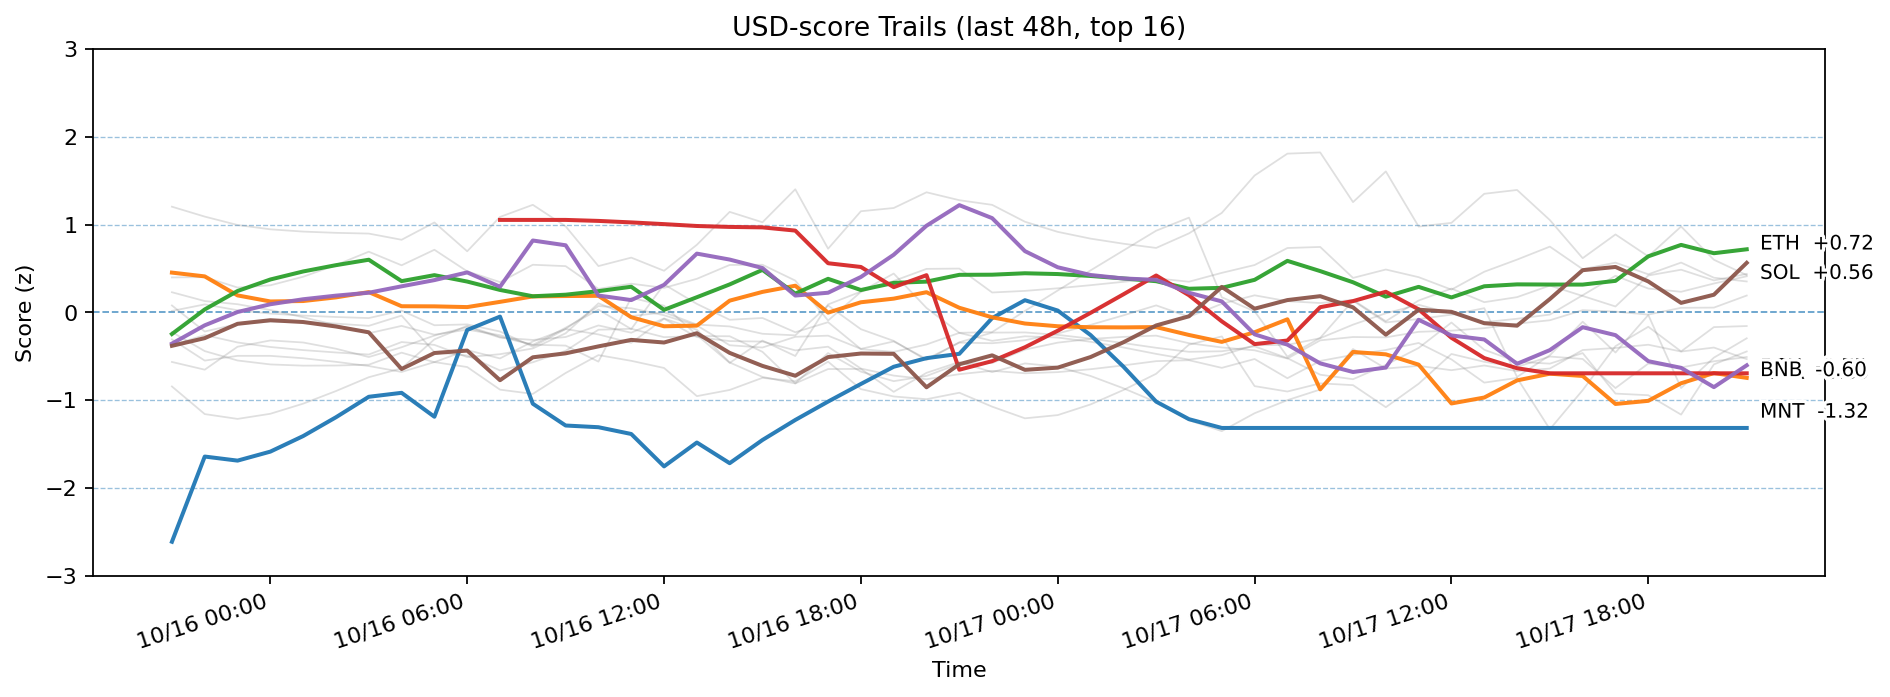 USD-score Trails (last 48h, top 16)
3
2
1
0
−1
−2
−3
Score (z)
ETH +0.72
SOL +0.56
BNB -0.60
MNT -1.32
10/16 00:00
10/16 06:00
10/16 12:00
10/16 18:00
10/17 00:00
10/17 06:00
10/17 12:00
10/17 18:00
Time